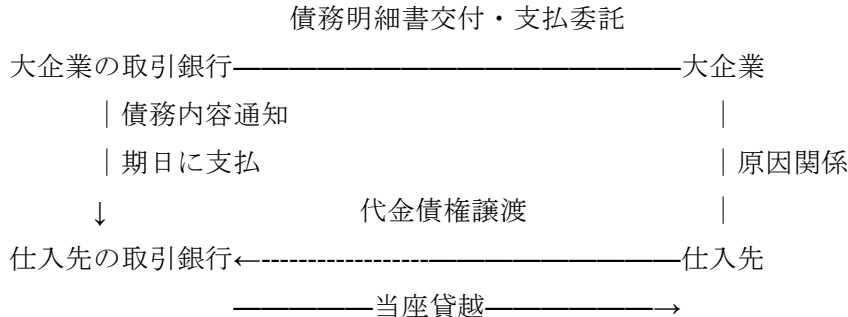 債務明細書交付・支払委託
大企業の取引銀行―――――――――――――――――大企業
｜債務内容通知 ｜
｜期日に支払 ｜原因関係
↓ 代金債権譲渡 ｜
仕入先の取引銀行←------------------―――――――――仕入先
―――――当座貸越―――――――→